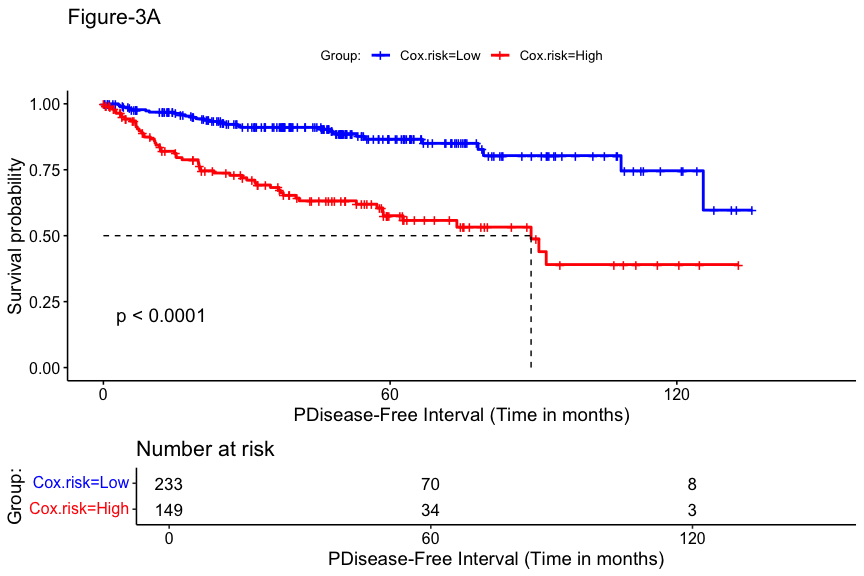 Figure-3A
Group: Cox.risk=Low Cox.risk=High
Survival probability
1.00
0.75
0.50
0.25
0.00
p < 0.0001
0 60 120
PDisease-Free Interval (Time in months)
Number at risk
Group:
Cox.risk=Low 233 70 8
Cox.risk=High 149 34 3
0 60 120
PDisease-Free Interval (Time in months)